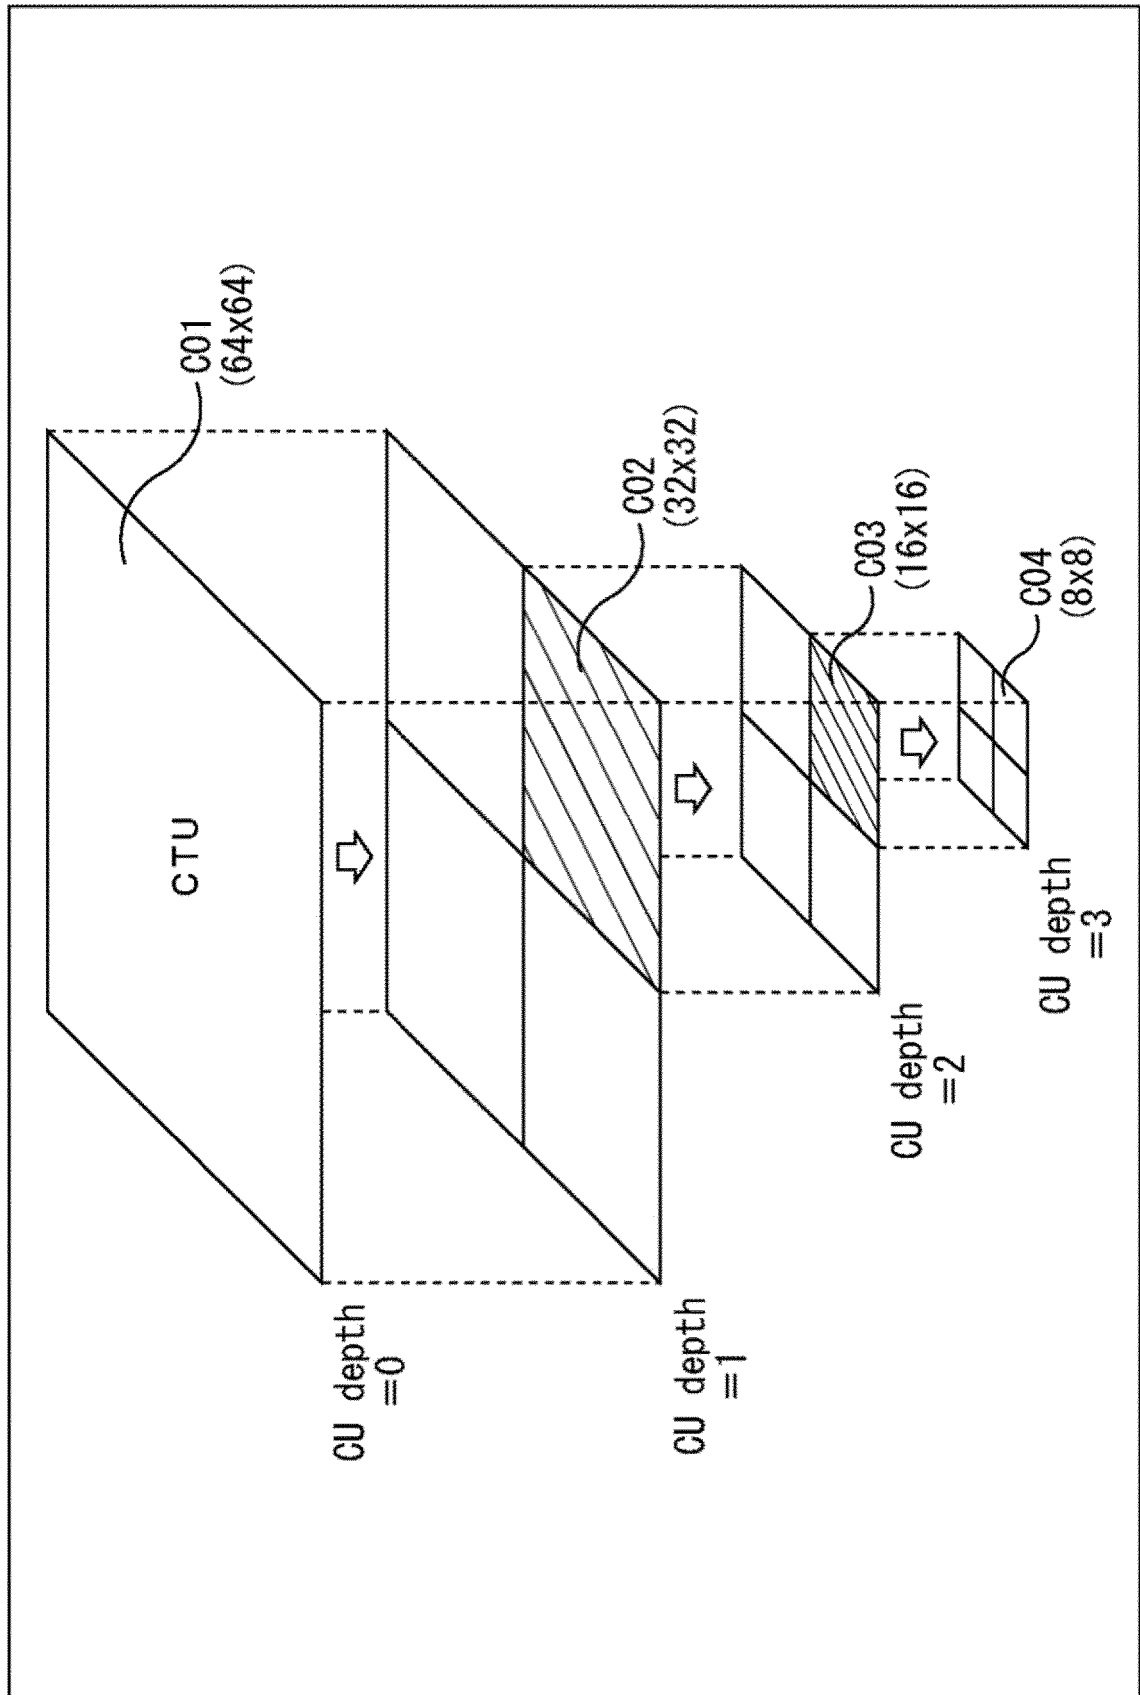 CTU
C01
(64x64)
CU depth
=0
C02
(32x32)
CU depth
=1
C03
(16x16)
CU depth
=2
C04
(8x8)
CU depth
=3